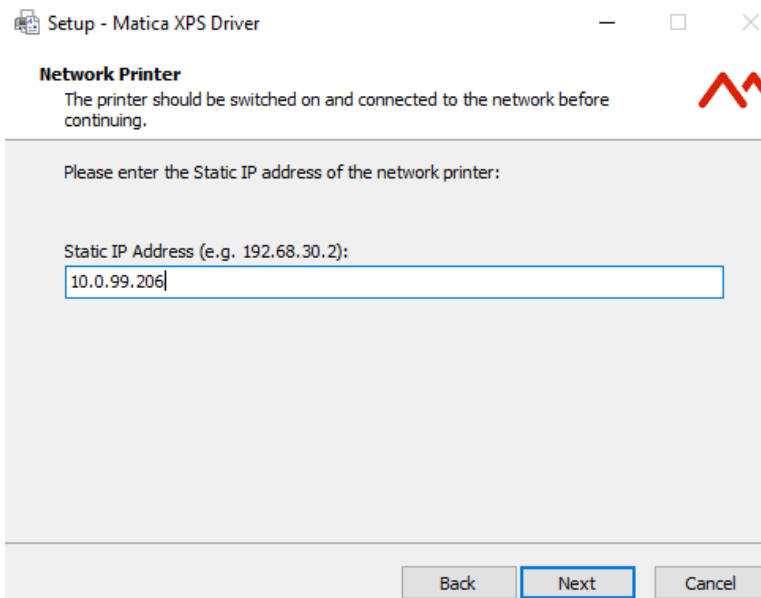 Setup - Matica XPS Driver
Network Printer
The printer should be switched on and connected to the network before
continuing.
Please enter the Static IP address of the network printer:
Static IP Address (e.g. 192.68.30.2):
10.0.99.206
Back Next Cancel